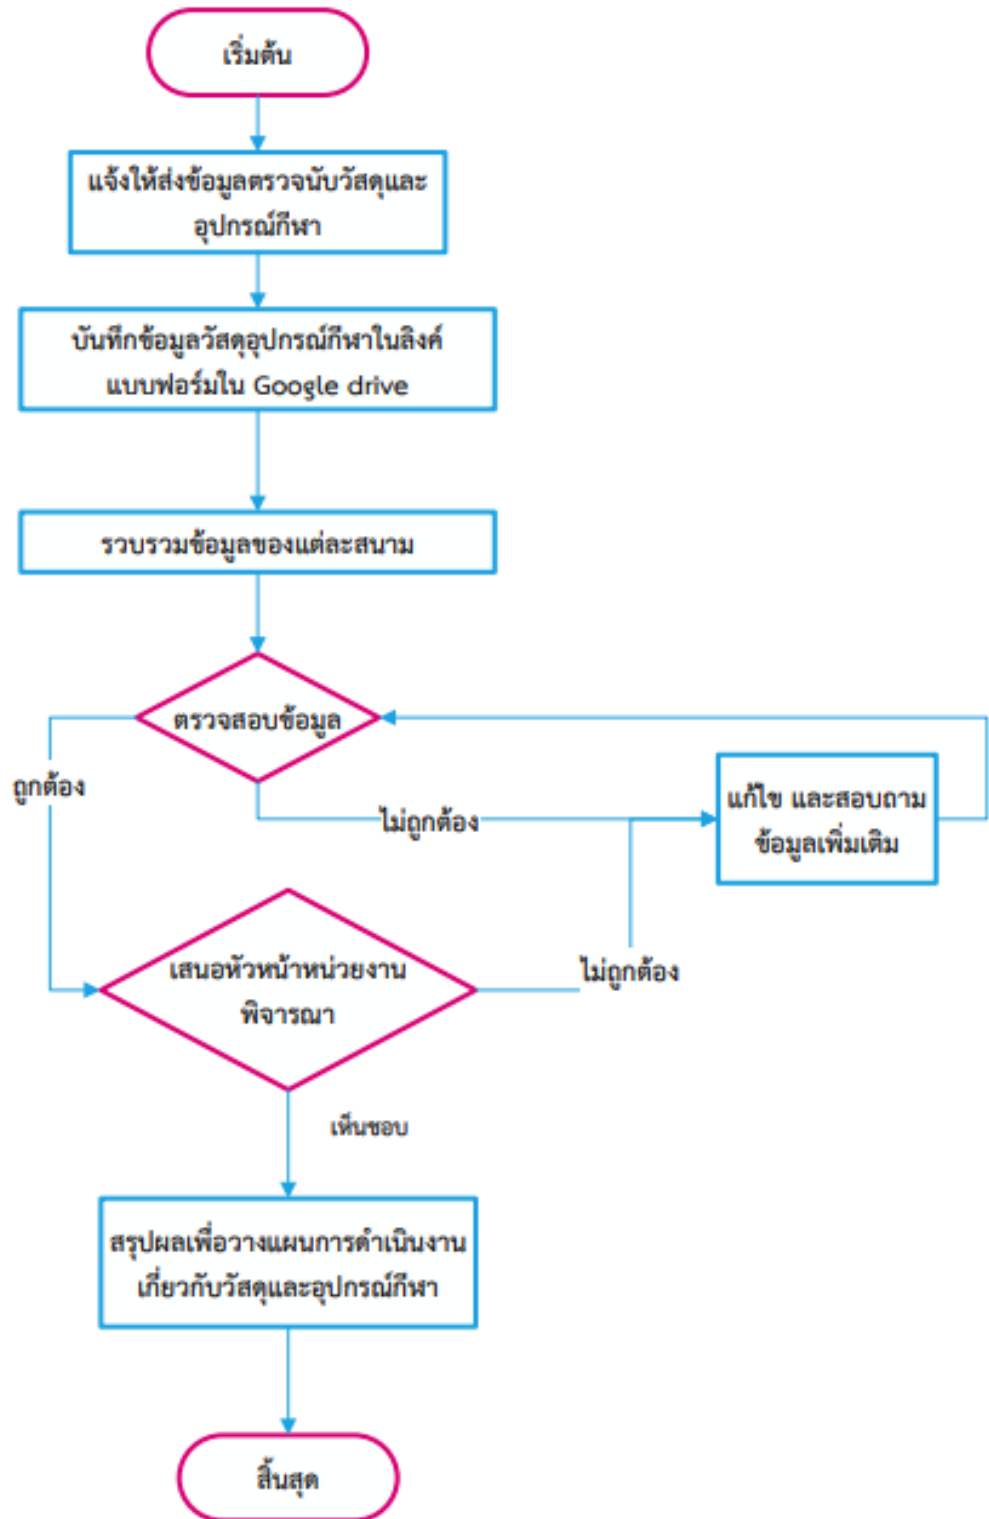 เริ่มต้น
แจ้งให้ส่งข้อมูลตรวจนับวัสดุและ
อุปกรณ์กีฬา
บันทึกข้อมูลวัสดุอุปกรณ์กีฬาในลิงค์
แบบฟอร์มใน Google drive
รวบรวมข้อมูลของแต่ละสนาม
ตรวจสอบข้อมูล
ถูกต้อง
ไม่ถูกต้อง
แก้ไข และสอบถาม
ข้อมูลเพิ่มเติม
เสนอหัวหน้าหน่วยงาน
พิจารณา
ไม่ถูกต้อง
เห็นชอบ
สรุปผลเพื่อวางแผนการดำเนินงาน
เกี่ยวกับวัสดุและอุปกรณ์กีฬา
สิ้นสุด